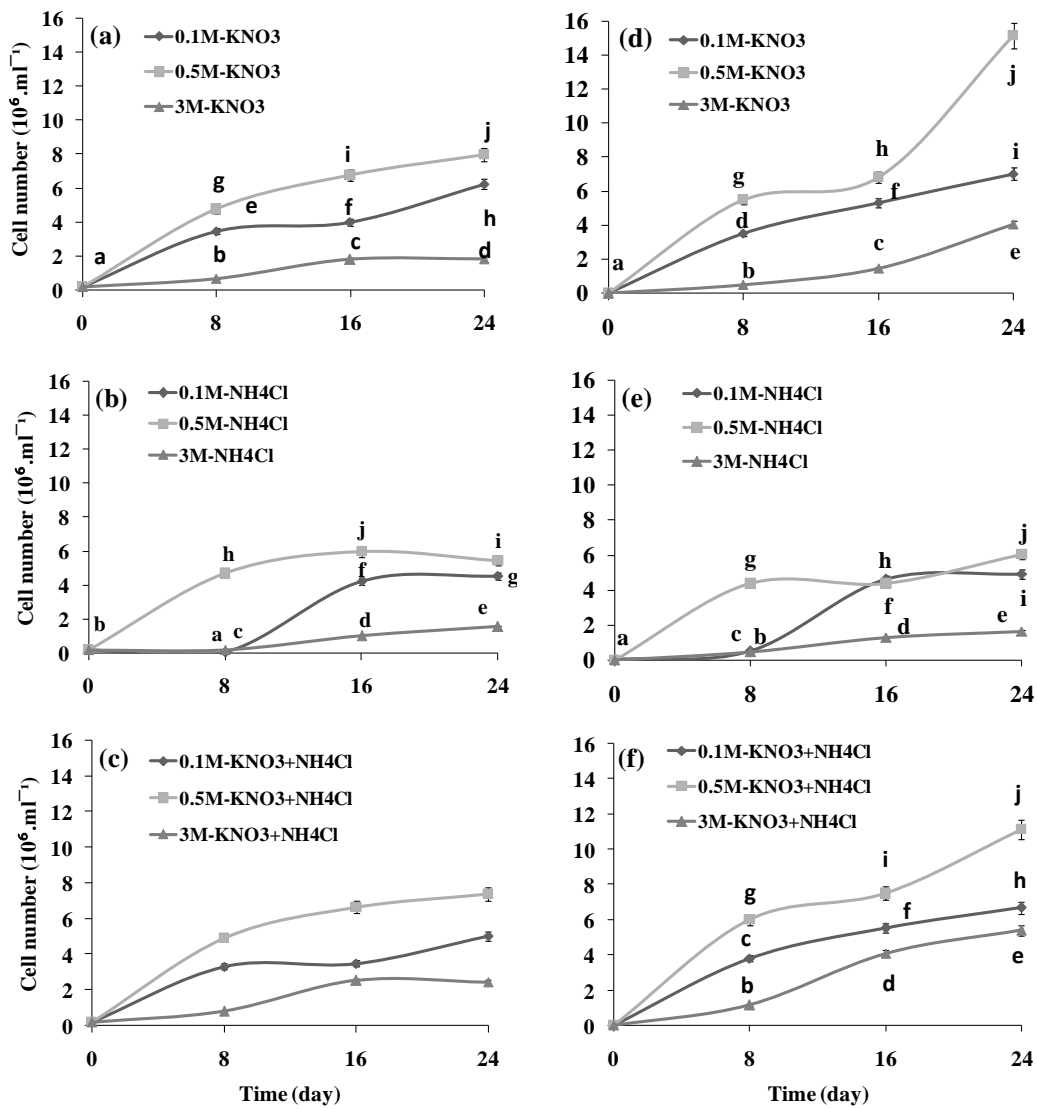 (a)
0.1M-KNO3
0.5M-KNO3
3M-KNO3
Cell number (10⁶.ml¯¹)
16
14
12
10
8
6
4
2
0
a
g
e
b
i
f
c
j
h
d
0
8
16
24
(d)
0.1M-KNO3
0.5M-KNO3
3M-KNO3
16
14
12
10
8
6
4
2
0
a
g
d
b
h
f
c
j
i
e
0
8
16
24
(b)
0.1M-NH4Cl
0.5M-NH4Cl
3M-NH4Cl
Cell number (10⁶.ml¯¹)
16
14
12
10
8
6
4
2
0
b
h
a
c
j
f
d
i
g
e
0
8
16
24
(e)
0.1M-NH4Cl
0.5M-NH4Cl
3M-NH4Cl
16
14
12
10
8
6
4
2
0
a
g
c
b
h
f
d
j
i
e
0
8
16
24
(c)
0.1M-KNO3+NH4Cl
0.5M-KNO3+NH4Cl
3M-KNO3+NH4Cl
Cell number (10⁶.ml¯¹)
16
14
12
10
8
6
4
2
0
0
8
16
24
Time (day)
(f)
0.1M-KNO3+NH4Cl
0.5M-KNO3+NH4Cl
3M-KNO3+NH4Cl
16
14
12
10
8
6
4
2
0
g
c
b
i
f
d
j
h
e
0
8
16
24
Time (day)